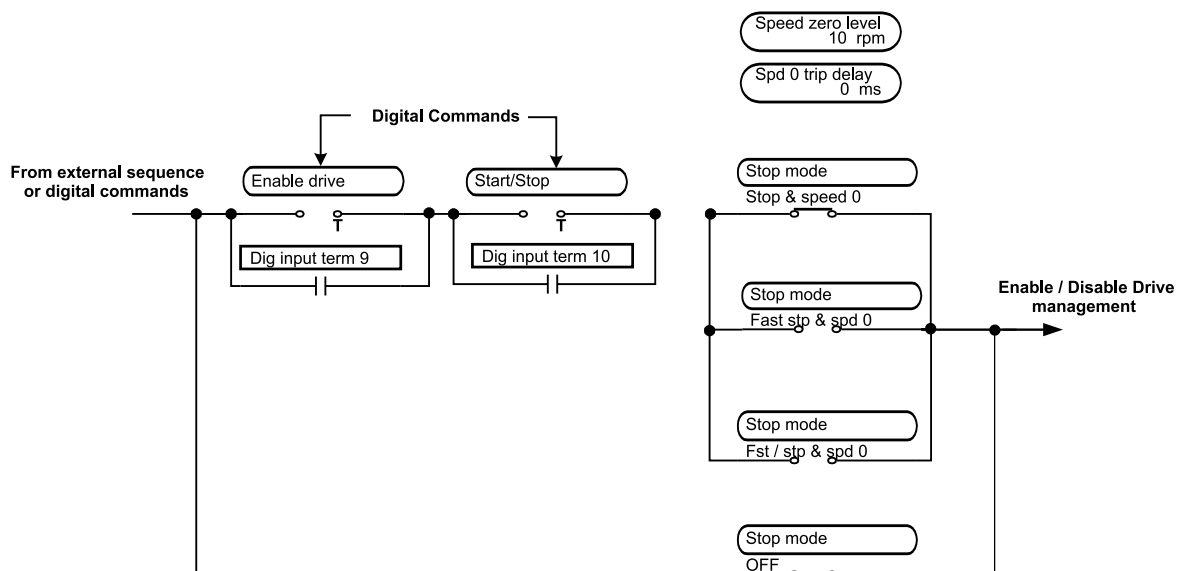 Speed zero level
10 rpm
Spd 0 trip delay
0 ms
Digital Commands
From external sequence
or digital commands
Enable drive
Start/Stop
Stop mode
Stop & speed 0
T
T
Dig input term 9
Dig input term 10
Stop mode
Fast stp & spd 0
Enable / Disable Drive
management
Stop mode
Fst / stp & spd 0
Stop mode
OFF